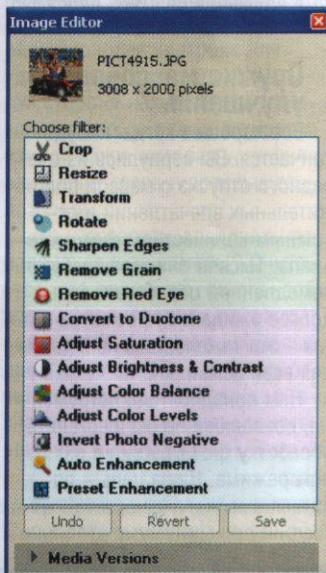 Image Editor
PICT4915.JPG
3008 x 2000 pixels
Choose filter:
Crop
Resize
Transform
Rotate
Sharpen Edges
Remove Grain
Remove Red Eye
Convert to Duotone
Adjust Saturation
Adjust Brightness & Contrast
Adjust Color Balance
Adjust Color Levels
Invert Photo Negative
Auto Enhancement
Preset Enhancement
Undo Revert Save
Media Versions